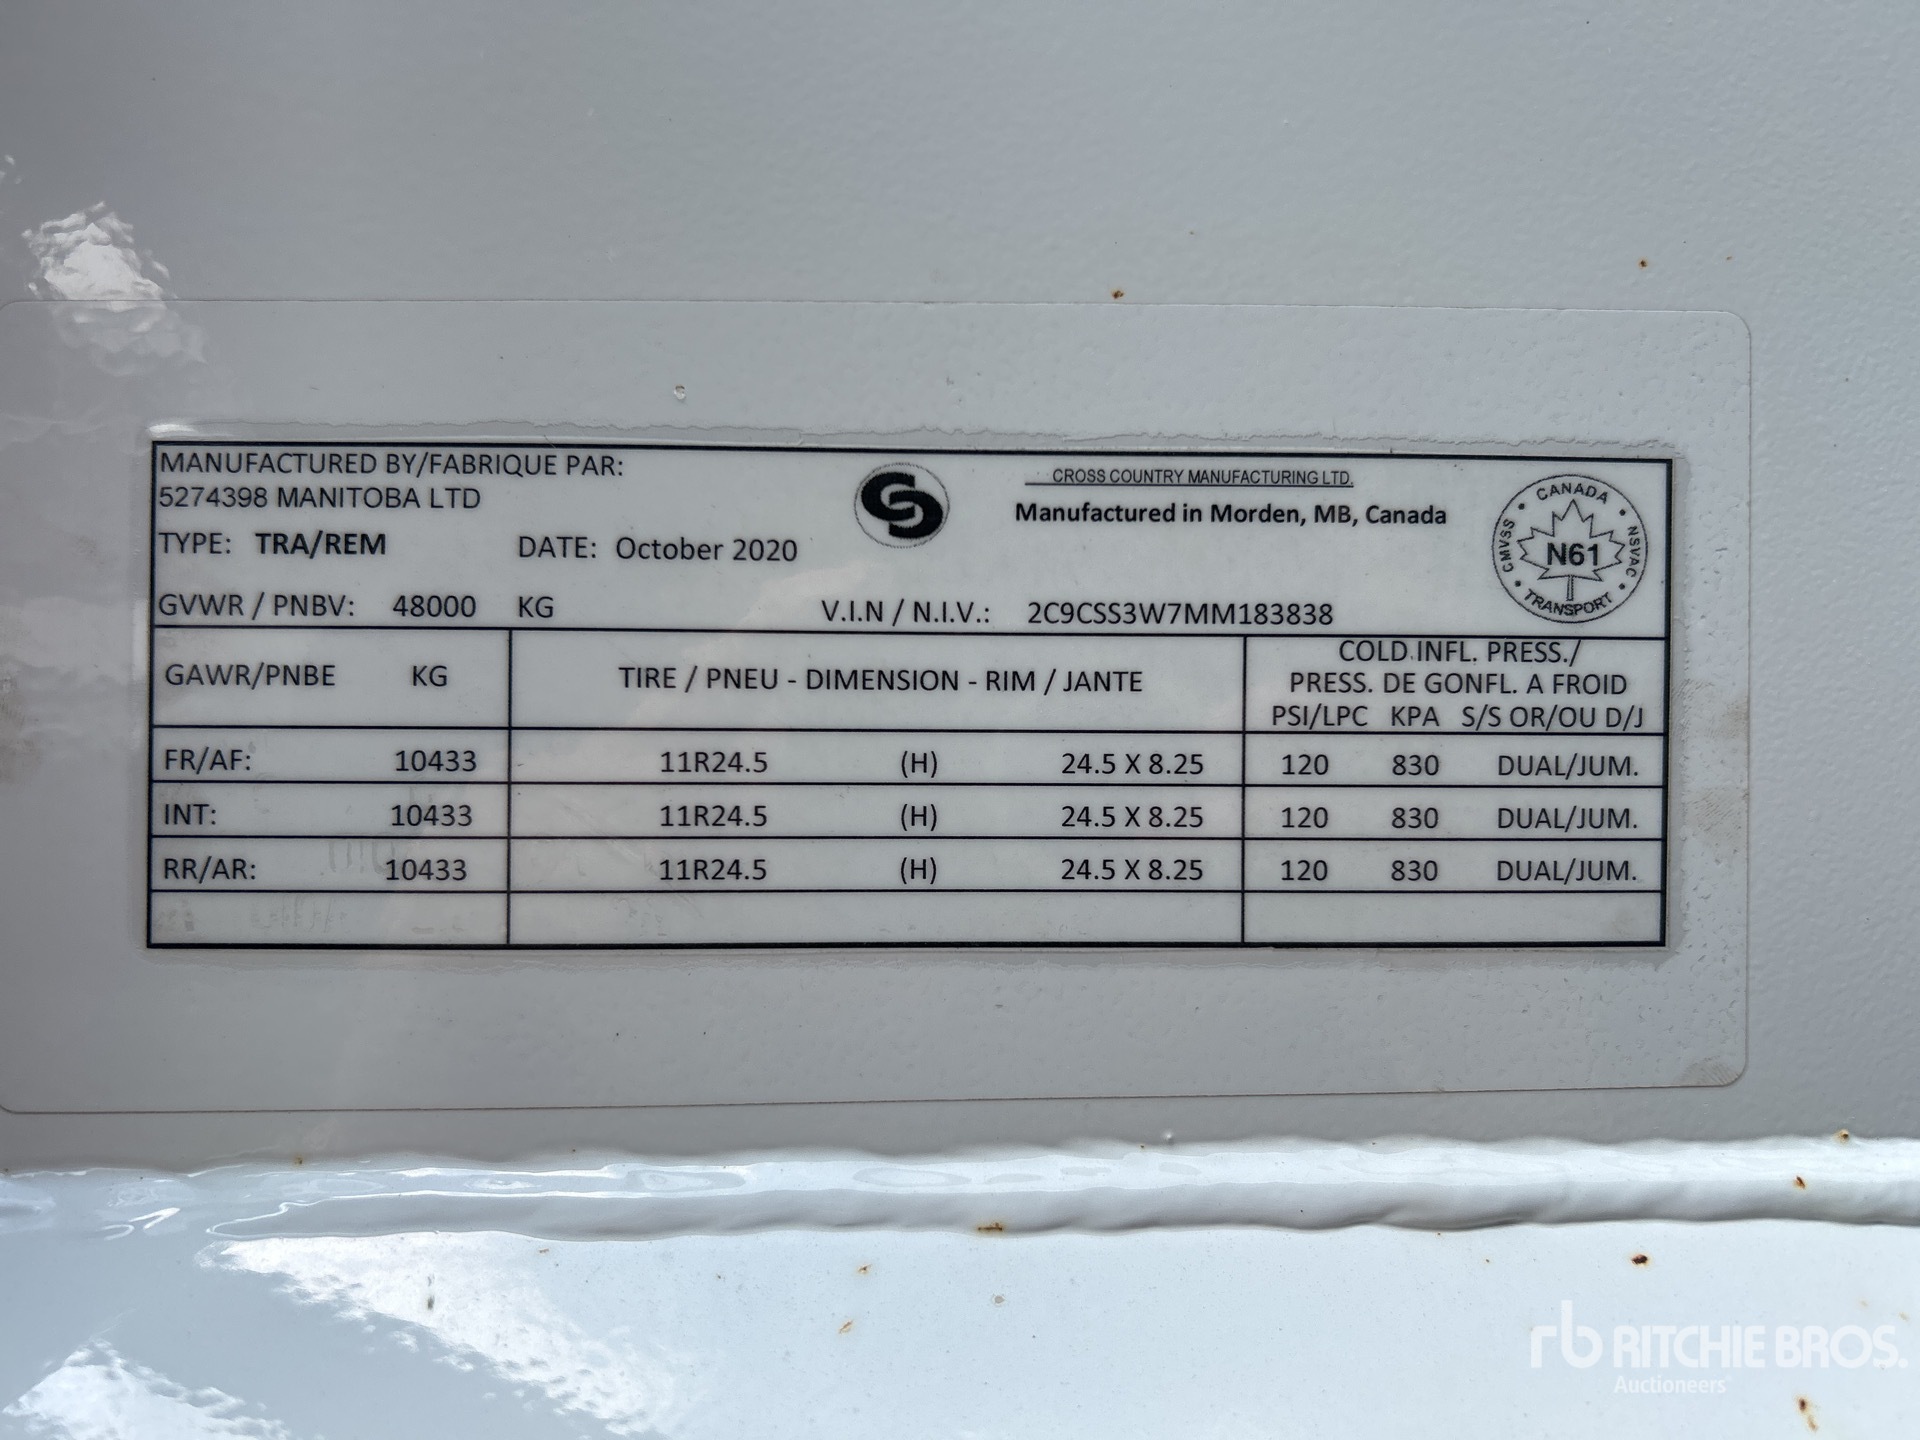 MANUFACTURED BY/FABRIQUE PAR:
5274398 MANITOBA LTD
CROSS COUNTRY MANUFACTURING LTD.
Manufactured in Morden, MB, Canada
CANADA
CMVSS N61 NSVAC
TRANSPORT
TYPE: TRA/REM DATE: October 2020
GVWR / PNBV: 48000 KG V.I.N / N.I.V.: 2C9CSS3W7MM183838
GAWR/PNBE KG TIRE / PNEU - DIMENSION - RIM / JANTE
COLD INFL. PRESS./
PRESS. DE GONFL. A FROID
PSI/LPC KPA S/S OR/OU D/J
FR/AF: 10433 11R24.5 (H) 24.5 X 8.25 120 830 DUAL/JUM.
INT: 10433 11R24.5 (H) 24.5 X 8.25 120 830 DUAL/JUM.
RR/AR: 10433 11R24.5 (H) 24.5 X 8.25 120 830 DUAL/JUM.
rb RITCHIE BROS.
Auctioneers